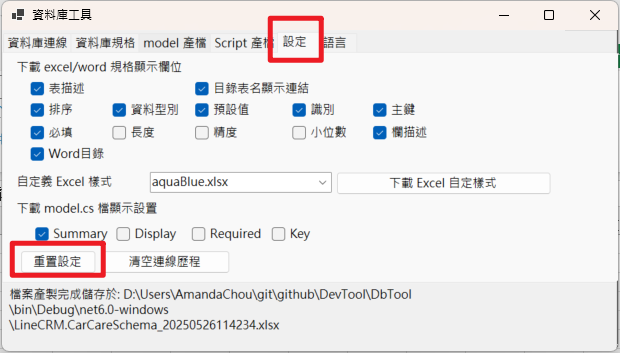 資料庫工具
資料庫連線 資料庫規格 model 產檔 Script 產檔 設定 語言
下載 excel/word 規格顯示欄位
表描述 目錄表名顯示連結
排序 資料型別 預設值 識別 主鍵
必填 長度 精度 小位數 欄描述
Word目錄
自定義 Excel 樣式 aquaBlue.xlsx 下載 Excel 自定樣式
下載 model.cs 檔顯示設置
Summary Display Required Key
重置設定 清空連線歷程
檔案產製完成儲存於: D:\Users\AmandaChou\git\github\DevTool\DbTool
\bin\Debug\net6.0-windows
\LineCRM.CarCareSchema_20250526114234.xlsx